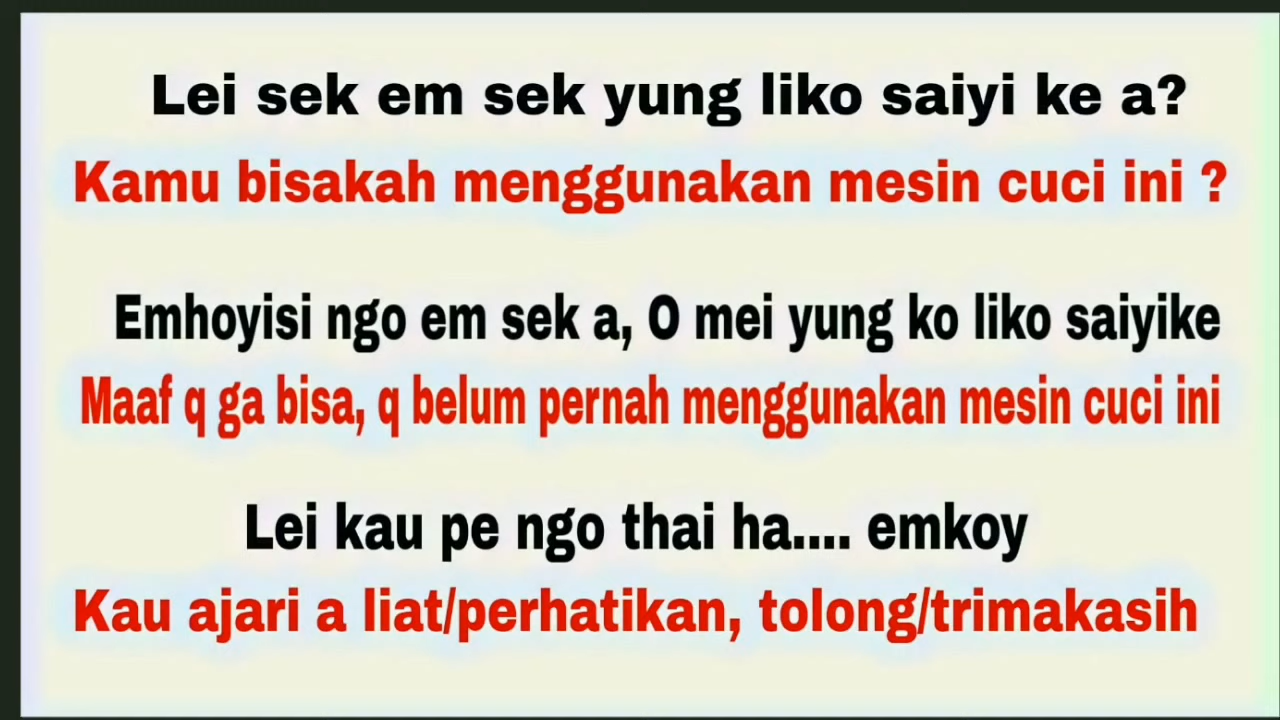 Lei sek em sek yung liko saiyi ke a?
Kamu bisakah menggunakan mesin cuci ini ?
Emhoyisi ngo em sek a, O mei yung ko liko saiyike
Maaf q ga bisa, q belum pernah menggunakan mesin cuci ini
Lei kau pe ngo thai ha.... emkoy
Kau ajari a liat/perhatikan, tolong/trimakasih